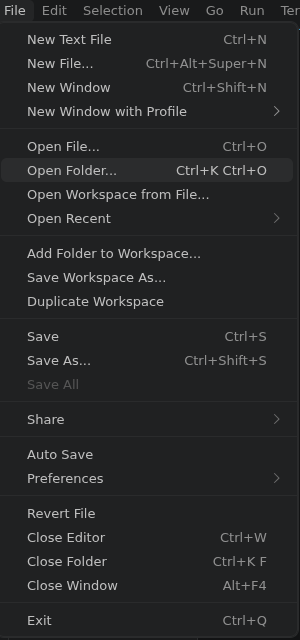 File Edit Selection View Go Run
New Text File Ctrl+N
New File... Ctrl+Alt+Super+N
New Window Ctrl+Shift+N
New Window with Profile
Open File... Ctrl+O
Open Folder... Ctrl+K Ctrl+O
Open Workspace from File...
Open Recent
Add Folder to Workspace...
Save Workspace As...
Duplicate Workspace
Save Ctrl+S
Save As... Ctrl+Shift+S
Save All
Share
Auto Save
Preferences
Revert File
Close Editor Ctrl+W
Close Folder Ctrl+K F
Close Window Alt+F4
Exit Ctrl+Q